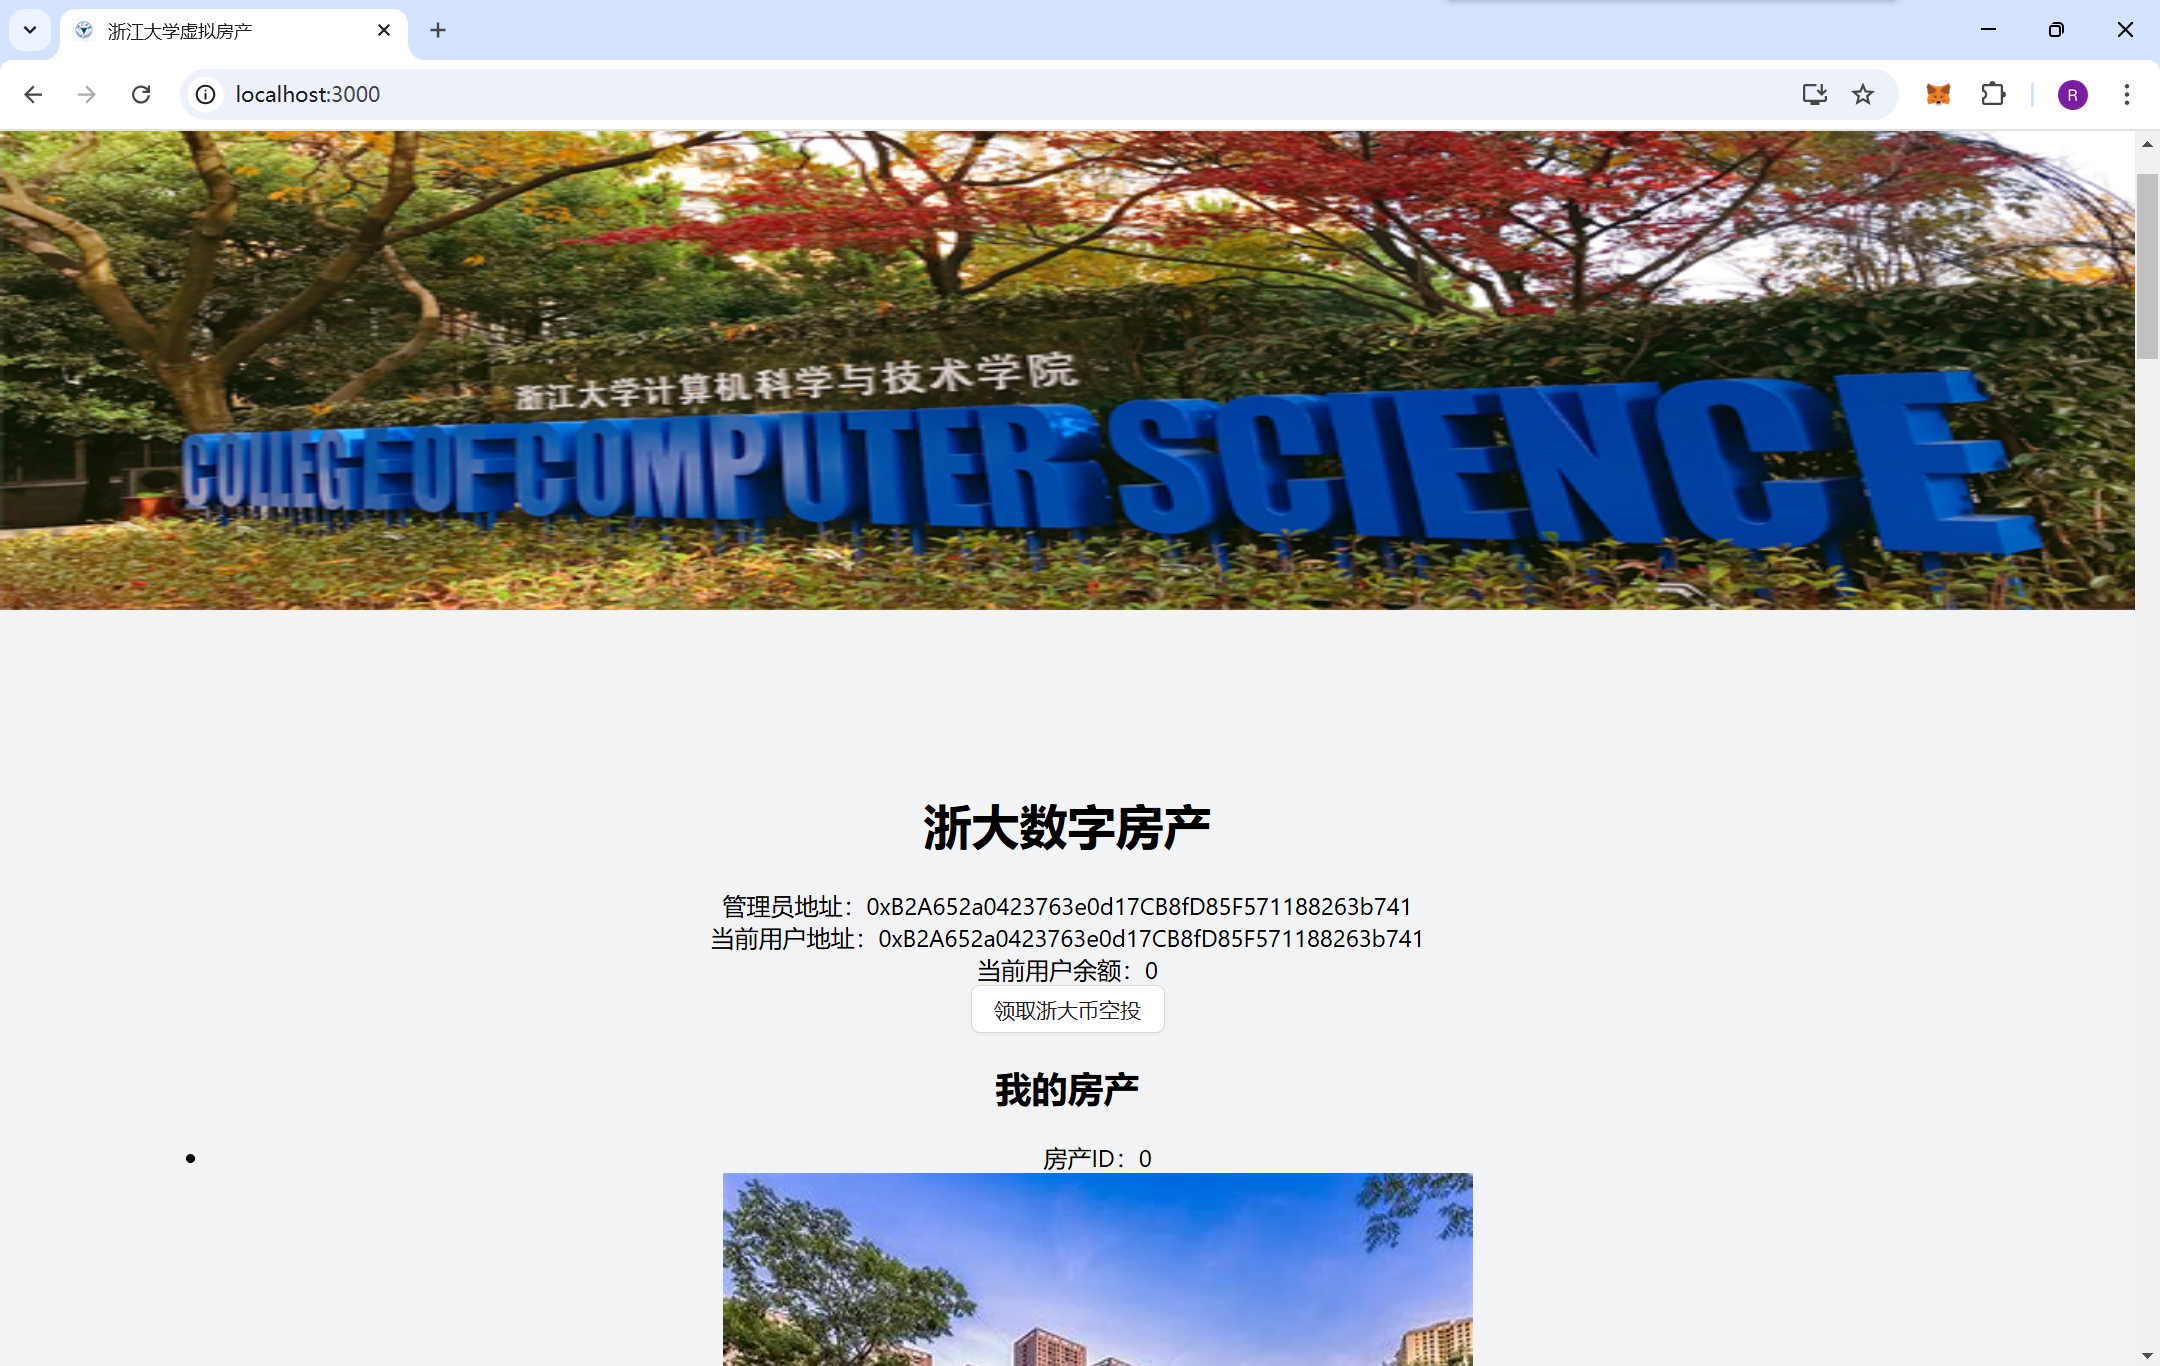 浙江大学虚拟房产
localhost:3000
R
浙江大学计算机科学与技术学院
COLLEGE OF COMPUTER SCIENCE
浙大数字房产
管理员地址：0xB2A652a0423763e0d17CB8fD85F571188263b741
当前用户地址：0xB2A652a0423763e0d17CB8fD85F571188263b741
当前用户余额：0
领取浙大币空投
我的房产
房产ID：0